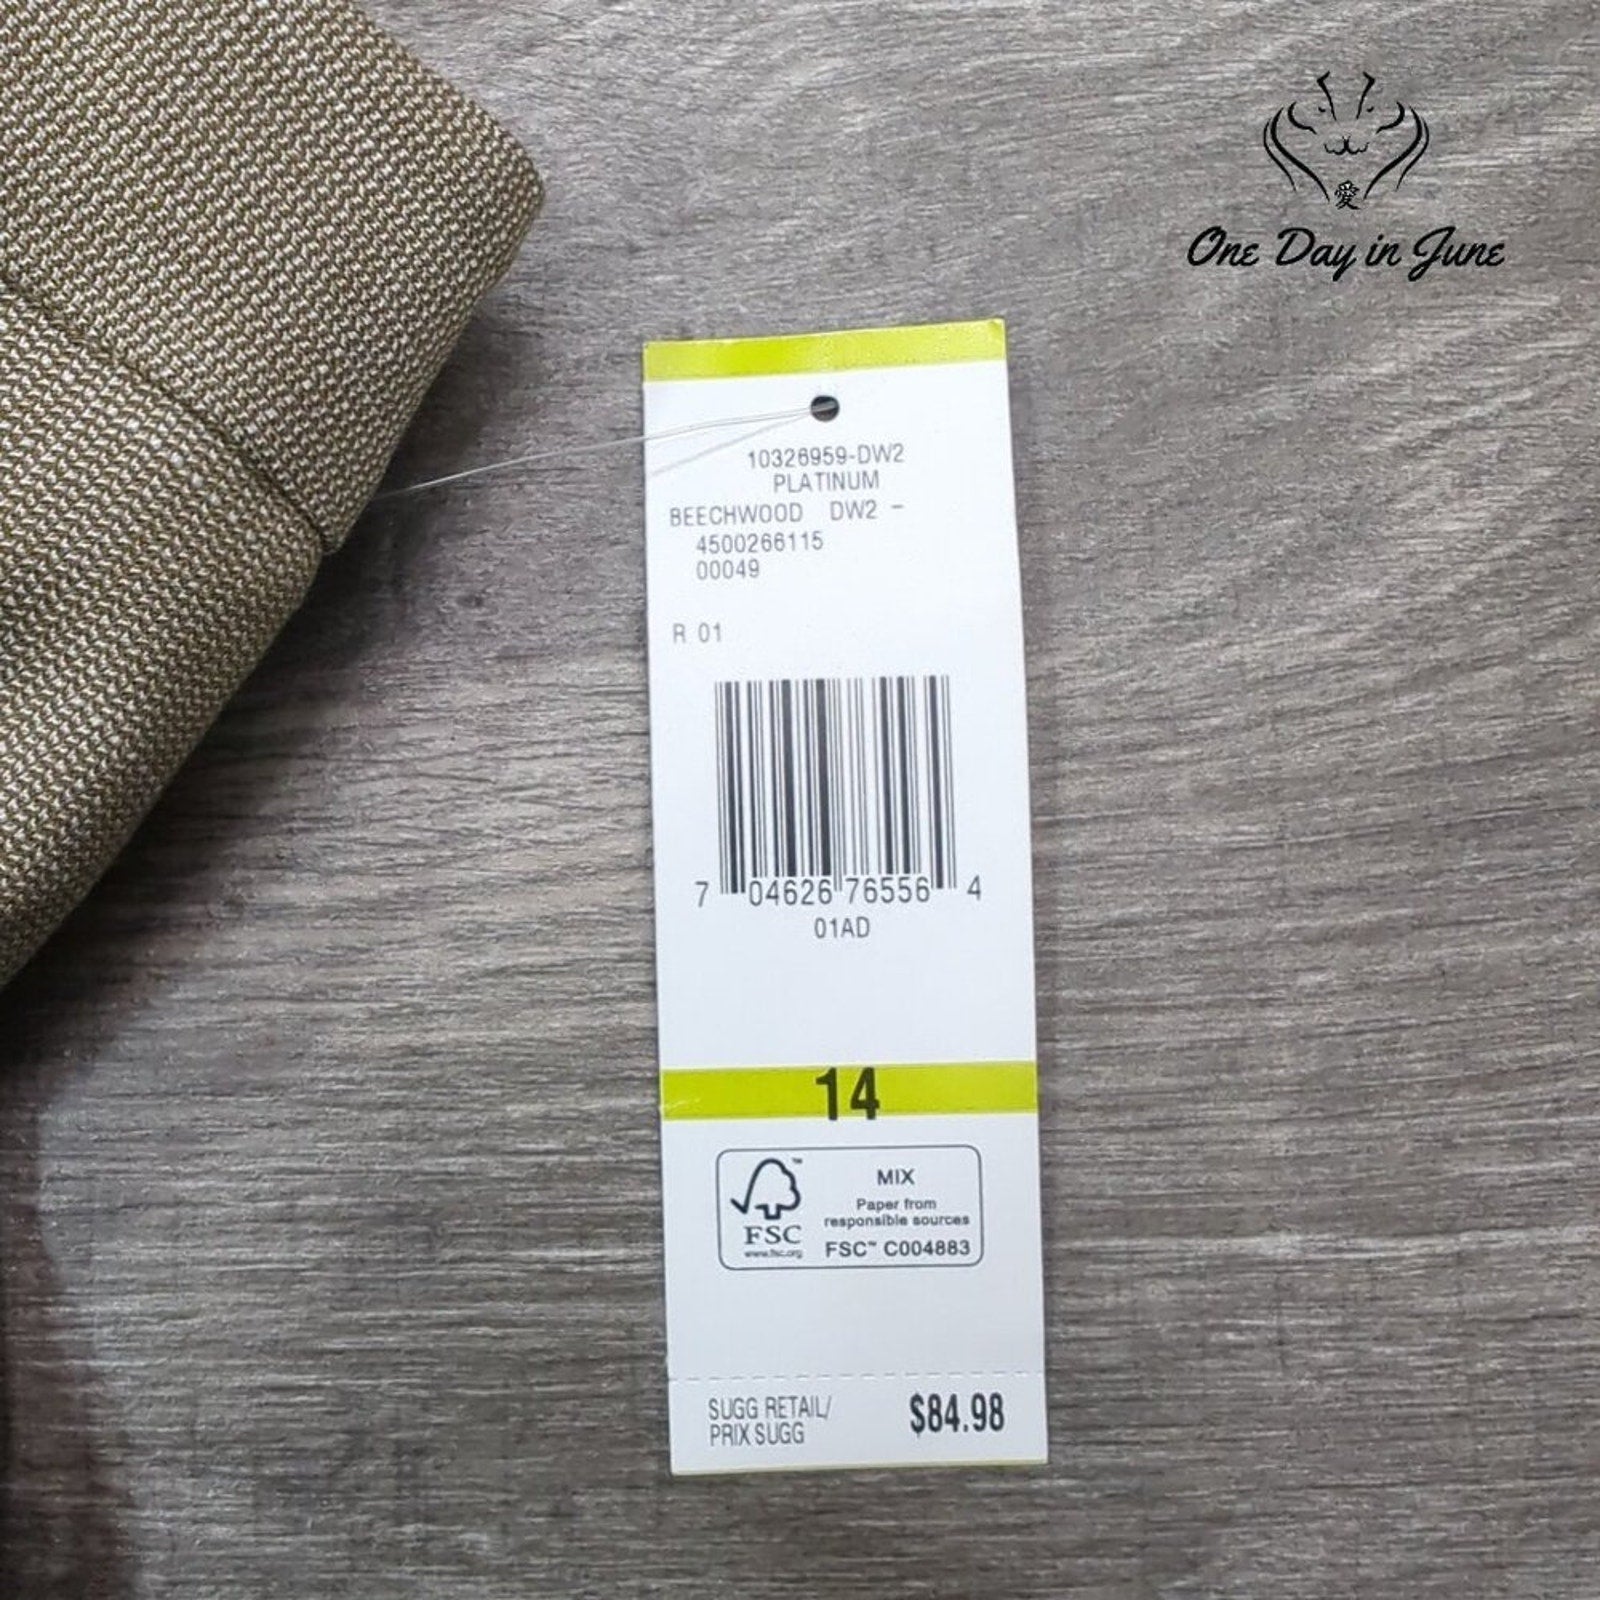 愛
One Day in June
10326959-DW2
PLATINUM
BEECHWOOD DW2 -
4500266115
00049
R 01
7 04626 76556 4
01AD
14
FSC
www.fsc.org
MIX
Paper from
responsible sources
FSC™ C004883
SUGG RETAIL/
PRIX SUGG
$84.98